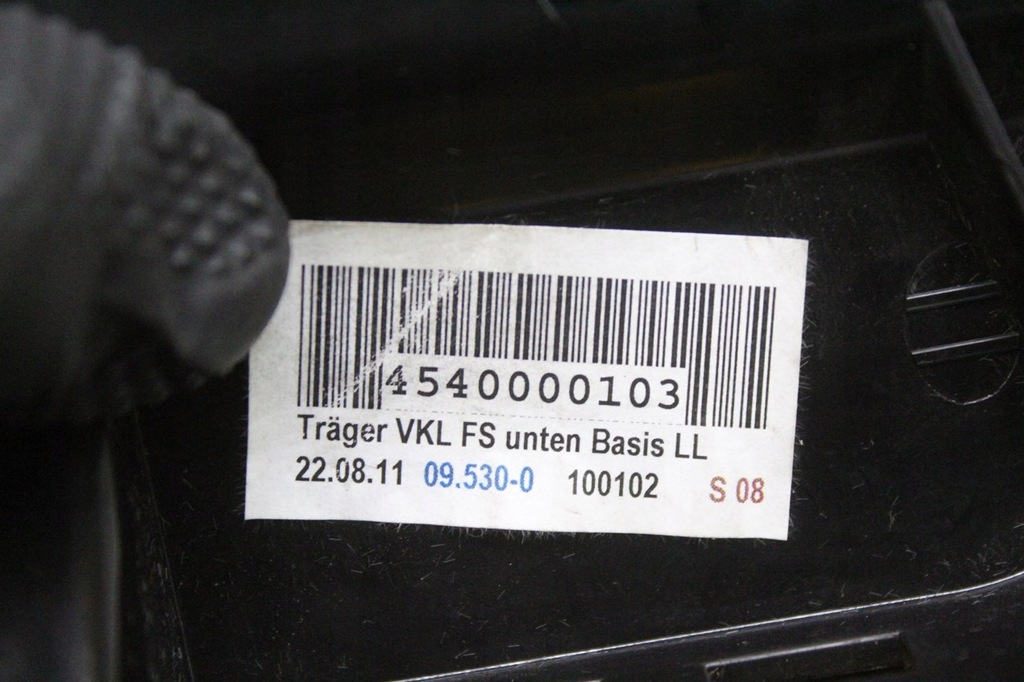 4540000103
Träger VKL FS unten Basis LL
22.08.11 09.530-0 100102 S 08